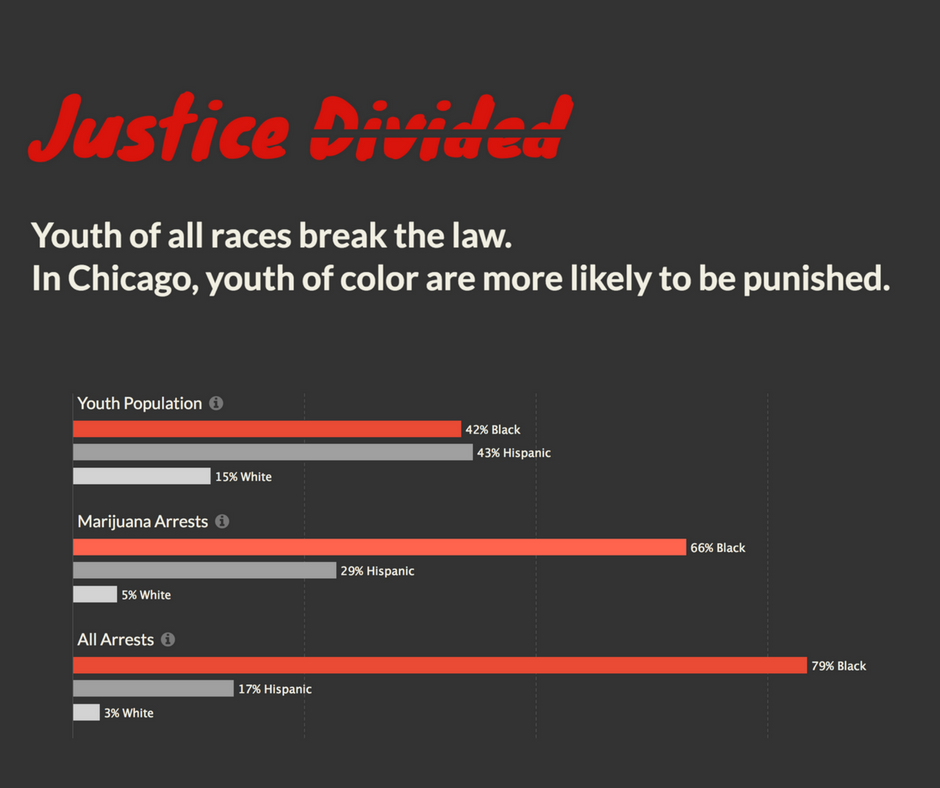 Justice Divided
Youth of all races break the law.
In Chicago, youth of color are more likely to be punished.
Youth Population
42% Black
43% Hispanic
15% White
Marijuana Arrests
66% Black
29% Hispanic
5% White
All Arrests
79% Black
17% Hispanic
3% White